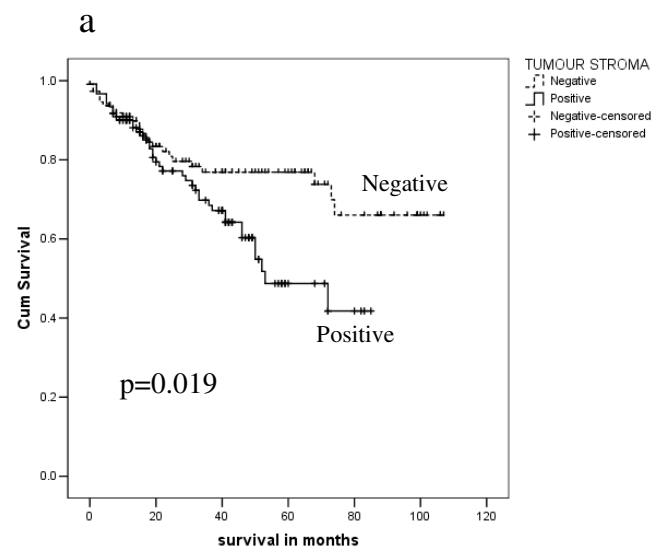 a
TUMOUR STROMA
Negative
Positive
Negative-censored
Positive-censored
1.0
0.8
0.6
0.4
0.2
0.0
Cum Survival
Negative
Positive
p=0.019
0 20 40 60 80 100 120
survival in months